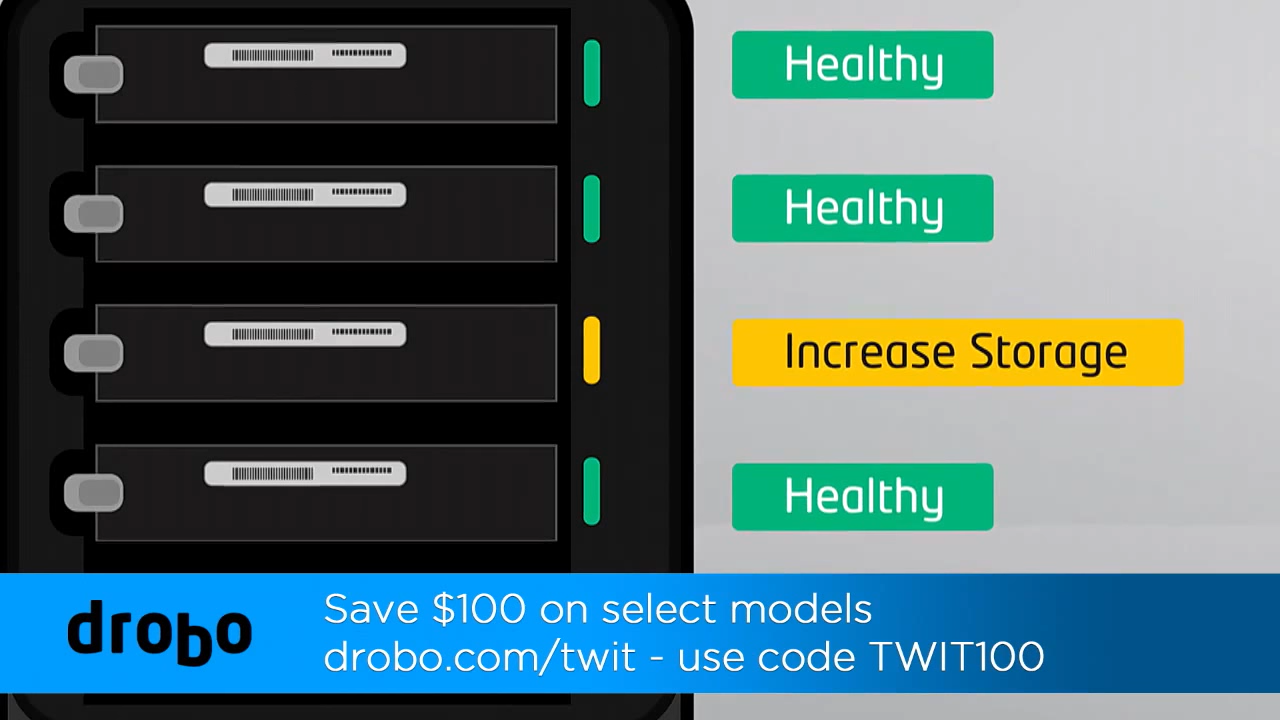 Healthy
Healthy
Increase Storage
Healthy
drobo
Save $100 on select models
drobo.com/twit - use code TWIT100